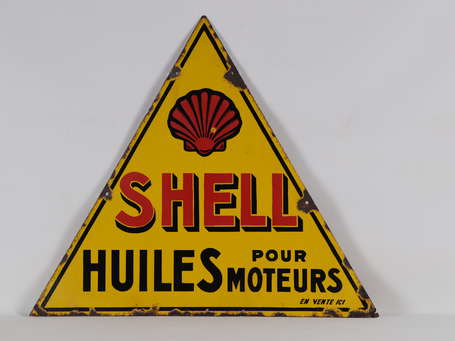 SHELL
HUILES POUR MOTEURS
EN VENTE ICI